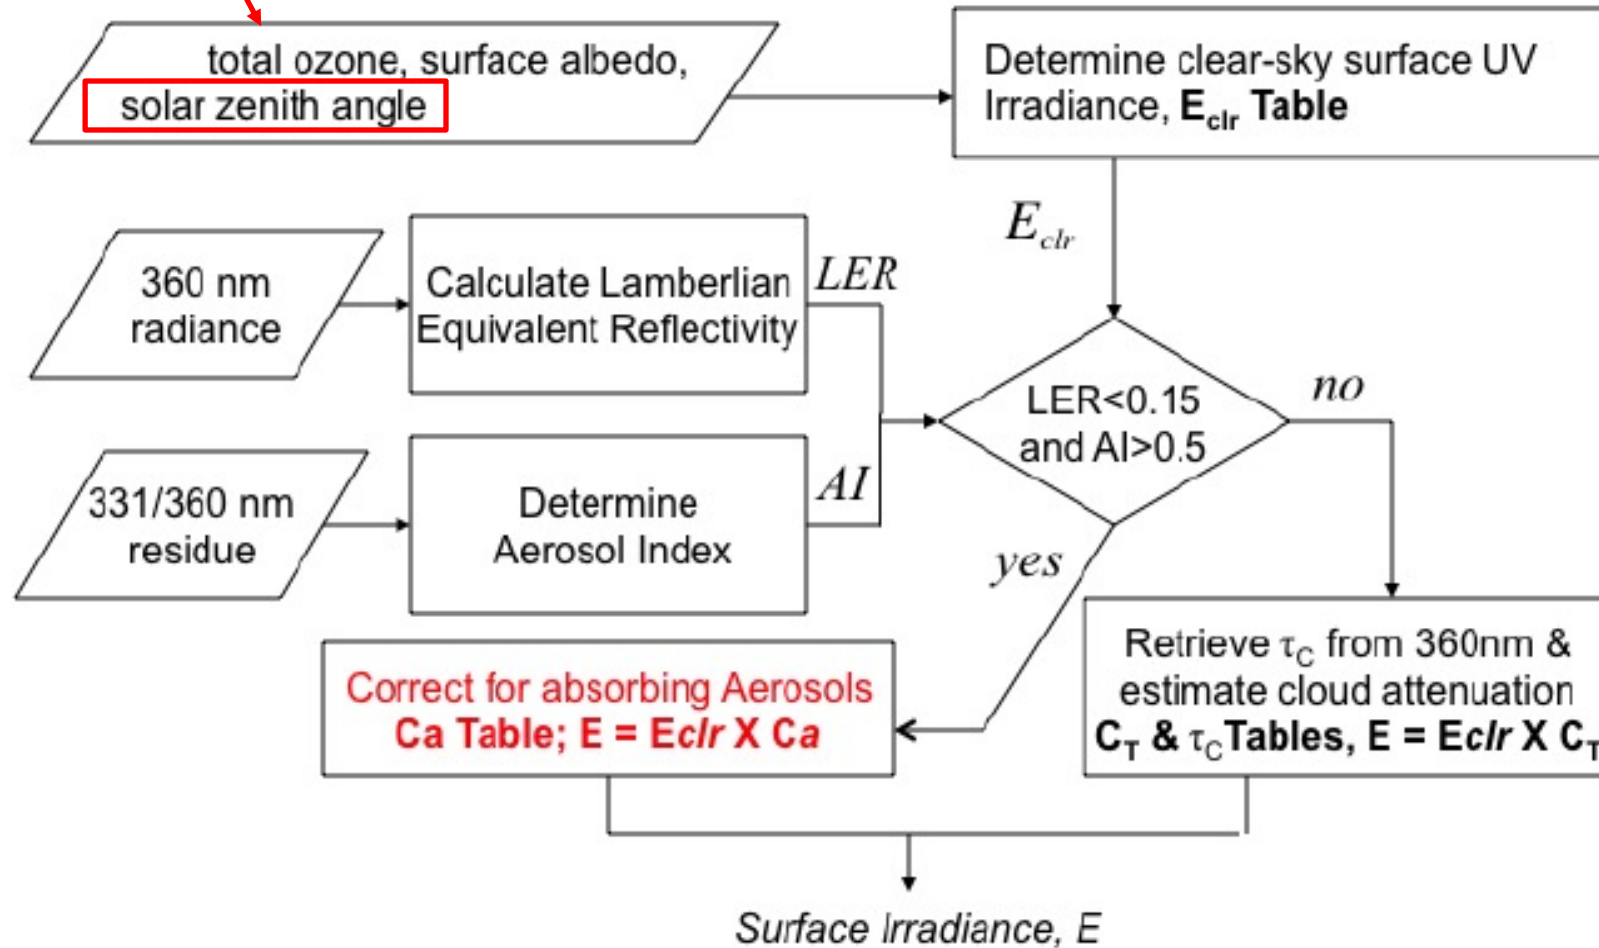 total ozone, surface albedo,
solar zenith angle
Determine clear-sky surface UV
Irradiance, Eclr Table
Eclr
360 nm
radiance
Calculate Lamberlian
Equivalent Reflectivity
LER
331/360 nm
residue
Determine
Aerosol Index
AI
LER<0.15
and AI>0.5
no
yes
Correct for absorbing Aerosols
Ca Table; E = Eclr X Ca
Retrieve τC from 360nm &
estimate cloud attenuation
CT & τCTables, E = Eclr X CT
Surface Irradiance, E